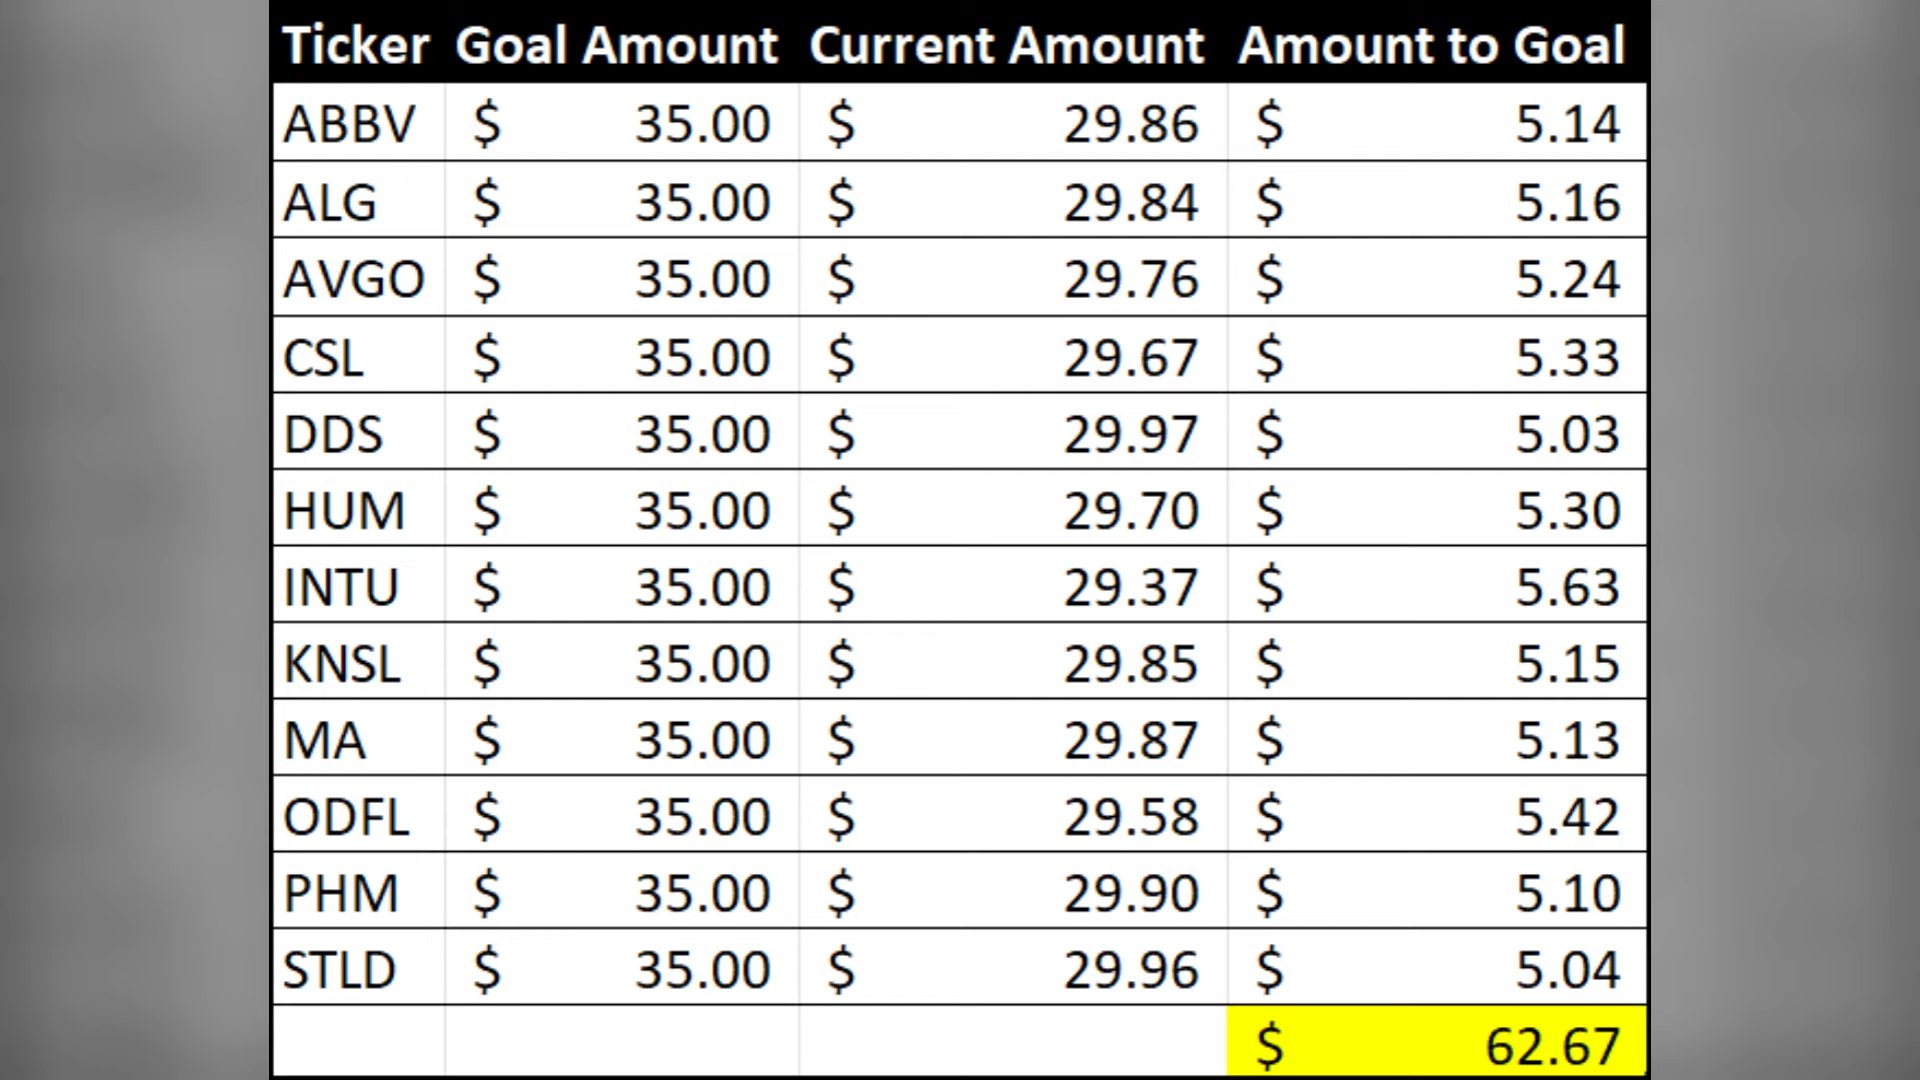 Ticker Goal Amount Current Amount Amount to Goal
ABBV $ 35.00 $ 29.86 $ 5.14
ALG $ 35.00 $ 29.84 $ 5.16
AVGO $ 35.00 $ 29.76 $ 5.24
CSL $ 35.00 $ 29.67 $ 5.33
DDS $ 35.00 $ 29.97 $ 5.03
HUM $ 35.00 $ 29.70 $ 5.30
INTU $ 35.00 $ 29.37 $ 5.63
KNSL $ 35.00 $ 29.85 $ 5.15
MA $ 35.00 $ 29.87 $ 5.13
ODFL $ 35.00 $ 29.58 $ 5.42
PHM $ 35.00 $ 29.90 $ 5.10
STLD $ 35.00 $ 29.96 $ 5.04
$ 62.67